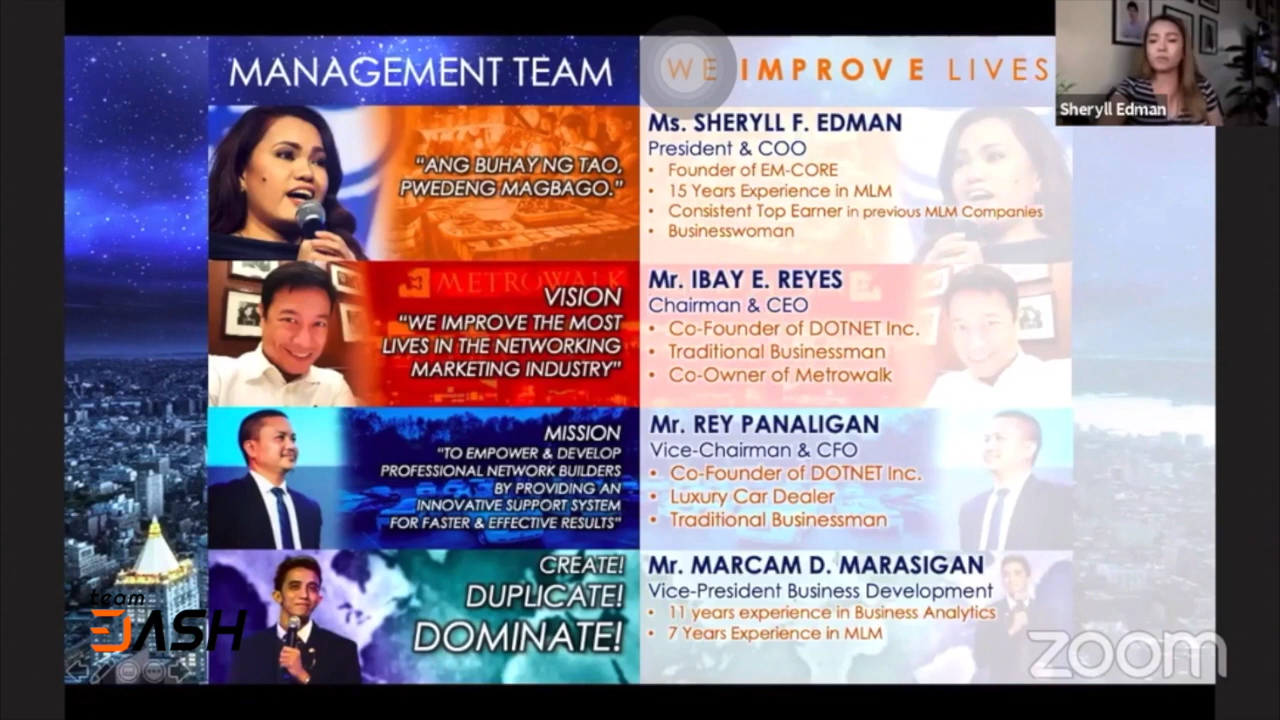 MANAGEMENT TEAM
WE IMPROVE LIVES
Sheryll Edman
"ANG BUHAY NG TAO,
PWEDENG MAGBAGO."
Ms. SHERYLL F. EDMAN
President & COO
• Founder of EM-CORE
• 15 Years Experience in MLM
• Consistent Top Earner in previous MLM Companies
• Businesswoman
METROWALK
VISION
"WE IMPROVE THE MOST
LIVES IN THE NETWORKING
MARKETING INDUSTRY"
Mr. IBAY E. REYES
Chairman & CEO
• Co-Founder of DOTNET Inc.
• Traditional Businessman
• Co-Owner of Metrowalk
MISSION
"TO EMPOWER & DEVELOP
PROFESSIONAL NETWORK BUILDERS
BY PROVIDING AN
INNOVATIVE SUPPORT SYSTEM
FOR FASTER & EFFECTIVE RESULTS"
Mr. REY PANALIGAN
Vice-Chairman & CFO
• Co-Founder of DOTNET Inc.
• Luxury Car Dealer
• Traditional Businessman
CREATE!
DUPLICATE!
DOMINATE!
Mr. MARCAM D. MARASIGAN
Vice-President Business Development
• 11 years experience in Business Analytics
• 7 Years Experience in MLM
team
zoom